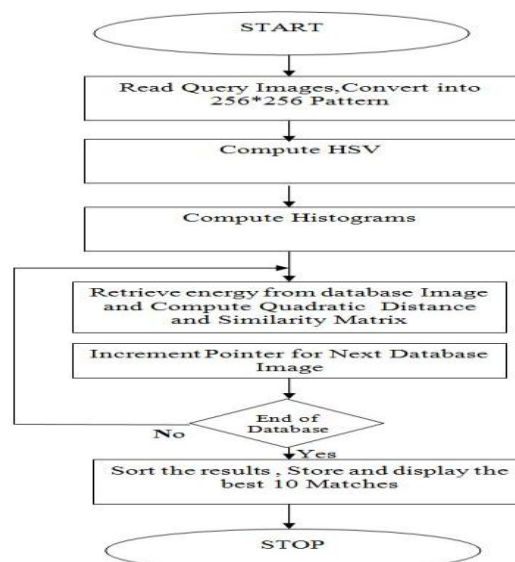 START
Read Query Images,Convert into
256*256 Pattern
Compute HSV
Compute Histograms
Retrieve energy from database Image
and Compute Quadratic Distance
and Similarity Matrix
Increment Pointer for Next Database
Image
End of
Database
No
Yes
Sort the results , Store and display the
best 10 Matches
STOP